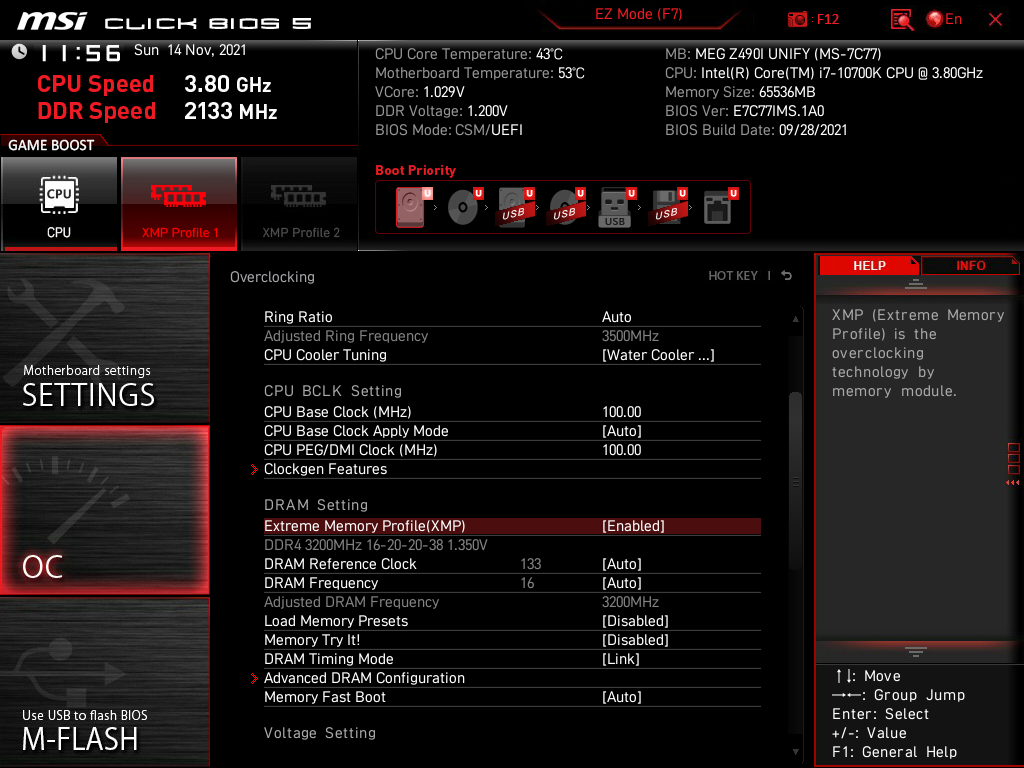 msi CLICK BIOS 5
EZ Mode (F7)
: F12
En
11:56 Sun 14 Nov, 2021
CPU Speed 3.80 GHz
DDR Speed 2133 MHz
CPU Core Temperature: 43°C
Motherboard Temperature: 53°C
VCore: 1.029V
DDR Voltage: 1.200V
BIOS Mode: CSM/UEFI
MB: MEG Z490I UNIFY (MS-7C77)
CPU: Intel(R) Core(TM) i7-10700K CPU @ 3.80GHz
Memory Size: 65536MB
BIOS Ver: E7C77IMS.1A0
BIOS Build Date: 09/28/2021
GAME BOOST
CPU
CPU
XMP Profile 1
XMP Profile 2
Boot Priority
U U U U U U U
USB USB USB USB
Motherboard settings
SETTINGS
OC
Use USB to flash BIOS
M-FLASH
Overclocking
HOT KEY |
Ring Ratio Auto
Adjusted Ring Frequency 3500MHz
CPU Cooler Tuning [Water Cooler ...]
CPU BCLK Setting
CPU Base Clock (MHz) 100.00
CPU Base Clock Apply Mode [Auto]
CPU PEG/DMI Clock (MHz) 100.00
Clockgen Features
DRAM Setting
Extreme Memory Profile(XMP) [Enabled]
DDR4 3200MHz 16-20-20-38 1.350V
DRAM Reference Clock 133 [Auto]
DRAM Frequency 16 [Auto]
Adjusted DRAM Frequency 3200MHz
Load Memory Presets [Disabled]
Memory Try It! [Disabled]
DRAM Timing Mode [Link]
Advanced DRAM Configuration
Memory Fast Boot [Auto]
Voltage Setting
HELP
INFO
XMP (Extreme Memory
Profile) is the
overclocking
technology by
memory module.
↑↓: Move
→←: Group Jump
Enter: Select
+/-: Value
F1: General Help